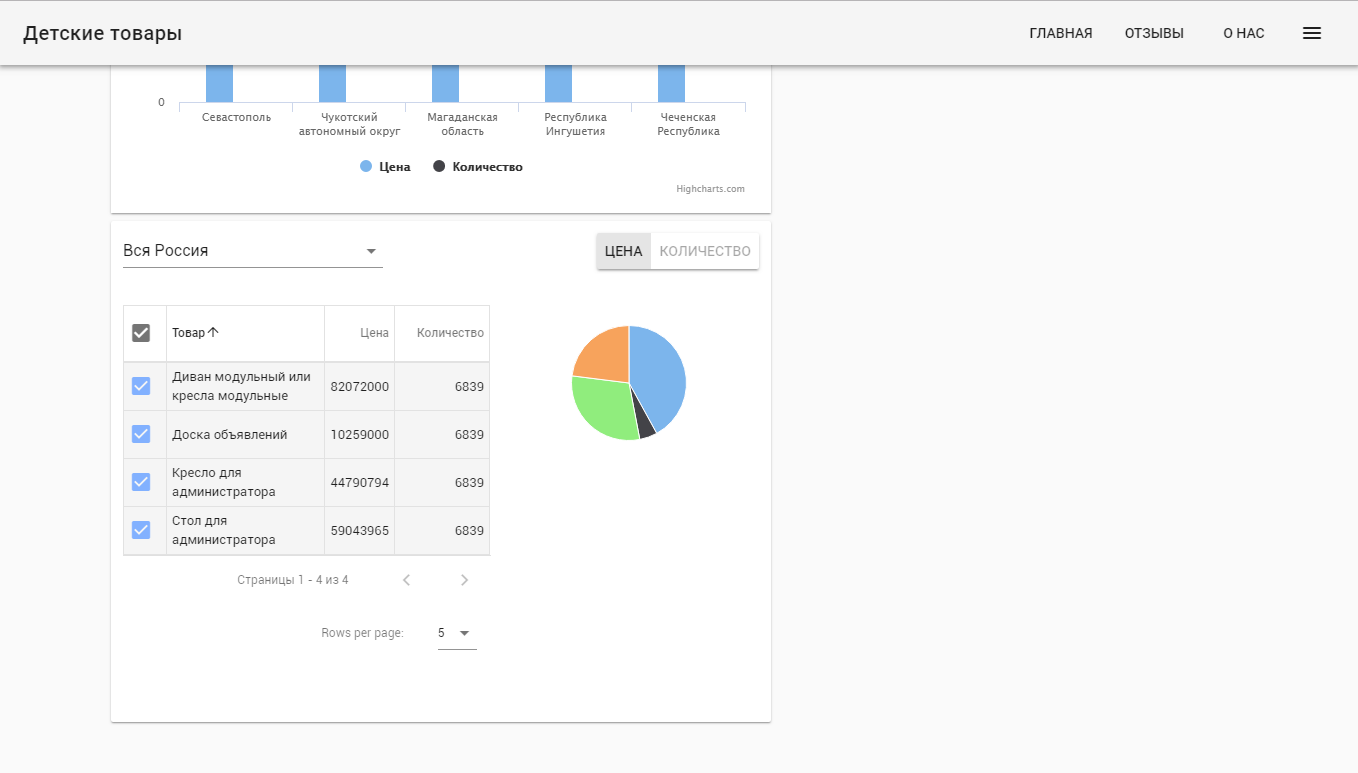 Детские товары
ГЛАВНАЯ
ОТЗЫВЫ
О НАС
0
Севастополь
Чукотский
автономный округ
Магаданская
область
Республика
Ингушетия
Чеченская
Республика
Цена
Количество
Highcharts.com
Вся Россия
ЦЕНА
КОЛИЧЕСТВО
Товар
Цена
Количество
Диван модульный или
кресла модульные
82072000
6839
Доска объявлений
10259000
6839
Кресло для
администратора
44790794
6839
Стол для
администратора
59043965
6839
Страницы 1 - 4 из 4
Rows per page:
5